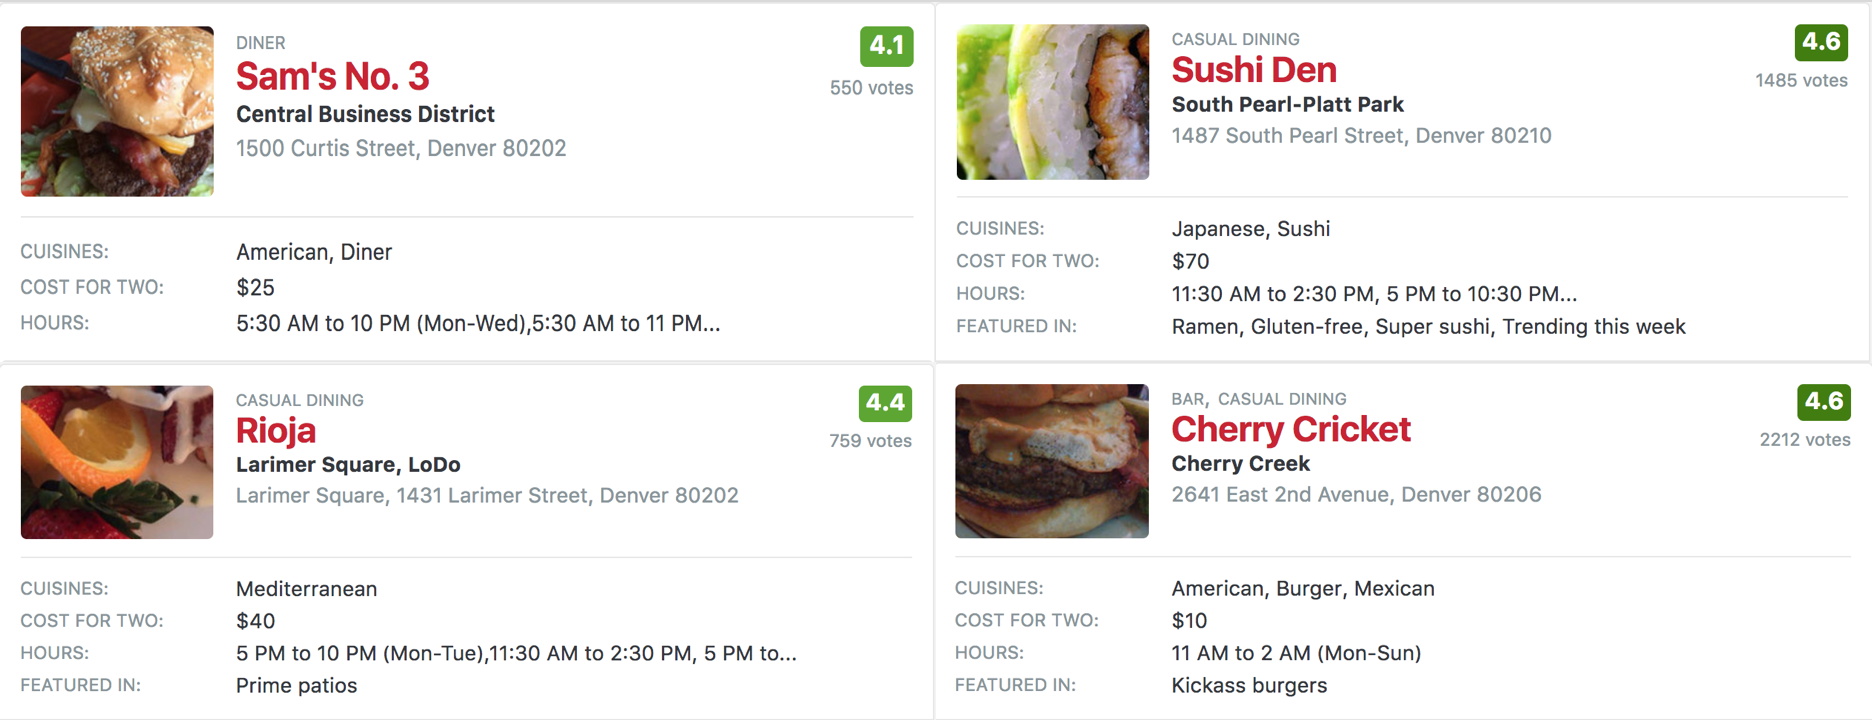 DINER
Sam's No. 3
Central Business District
1500 Curtis Street, Denver 80202
4.1
550 votes
CUISINES: American, Diner
COST FOR TWO: $25
HOURS: 5:30 AM to 10 PM (Mon-Wed),5:30 AM to 11 PM...
CASUAL DINING
Sushi Den
South Pearl-Platt Park
1487 South Pearl Street, Denver 80210
4.6
1485 votes
CUISINES: Japanese, Sushi
COST FOR TWO: $70
HOURS: 11:30 AM to 2:30 PM, 5 PM to 10:30 PM...
FEATURED IN: Ramen, Gluten-free, Super sushi, Trending this week
CASUAL DINING
Rioja
Larimer Square, LoDo
Larimer Square, 1431 Larimer Street, Denver 80202
4.4
759 votes
CUISINES: Mediterranean
COST FOR TWO: $40
HOURS: 5 PM to 10 PM (Mon-Tue),11:30 AM to 2:30 PM, 5 PM to...
FEATURED IN: Prime patios
BAR, CASUAL DINING
Cherry Cricket
Cherry Creek
2641 East 2nd Avenue, Denver 80206
4.6
2212 votes
CUISINES: American, Burger, Mexican
COST FOR TWO: $10
HOURS: 11 AM to 2 AM (Mon-Sun)
FEATURED IN: Kickass burgers